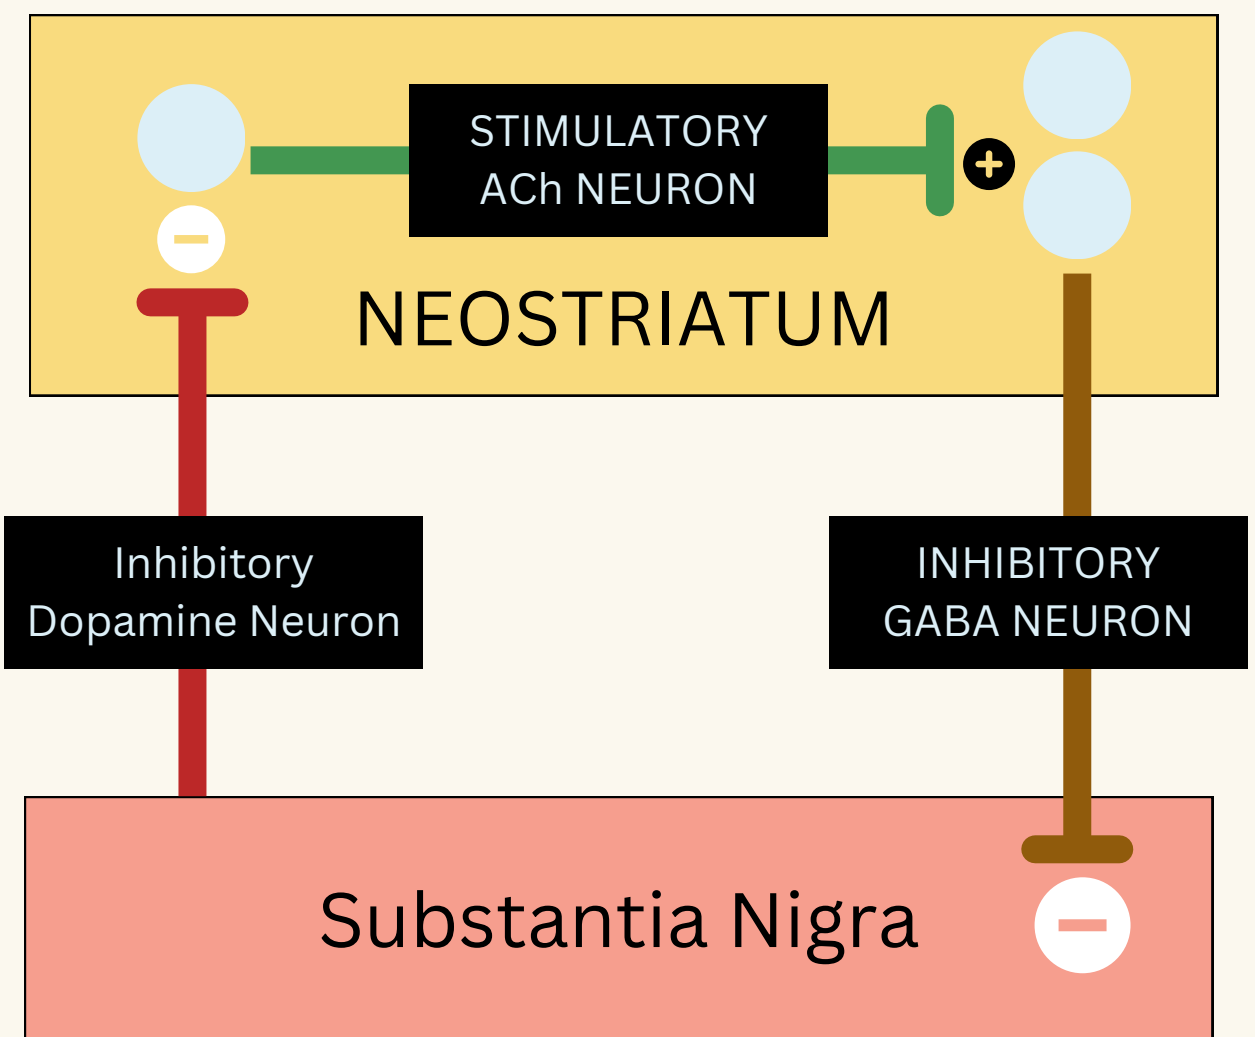 STIMULATORY
ACh NEURON
NEOSTRIATUM
Inhibitory
Dopamine Neuron
INHIBITORY
GABA NEURON
Substantia Nigra